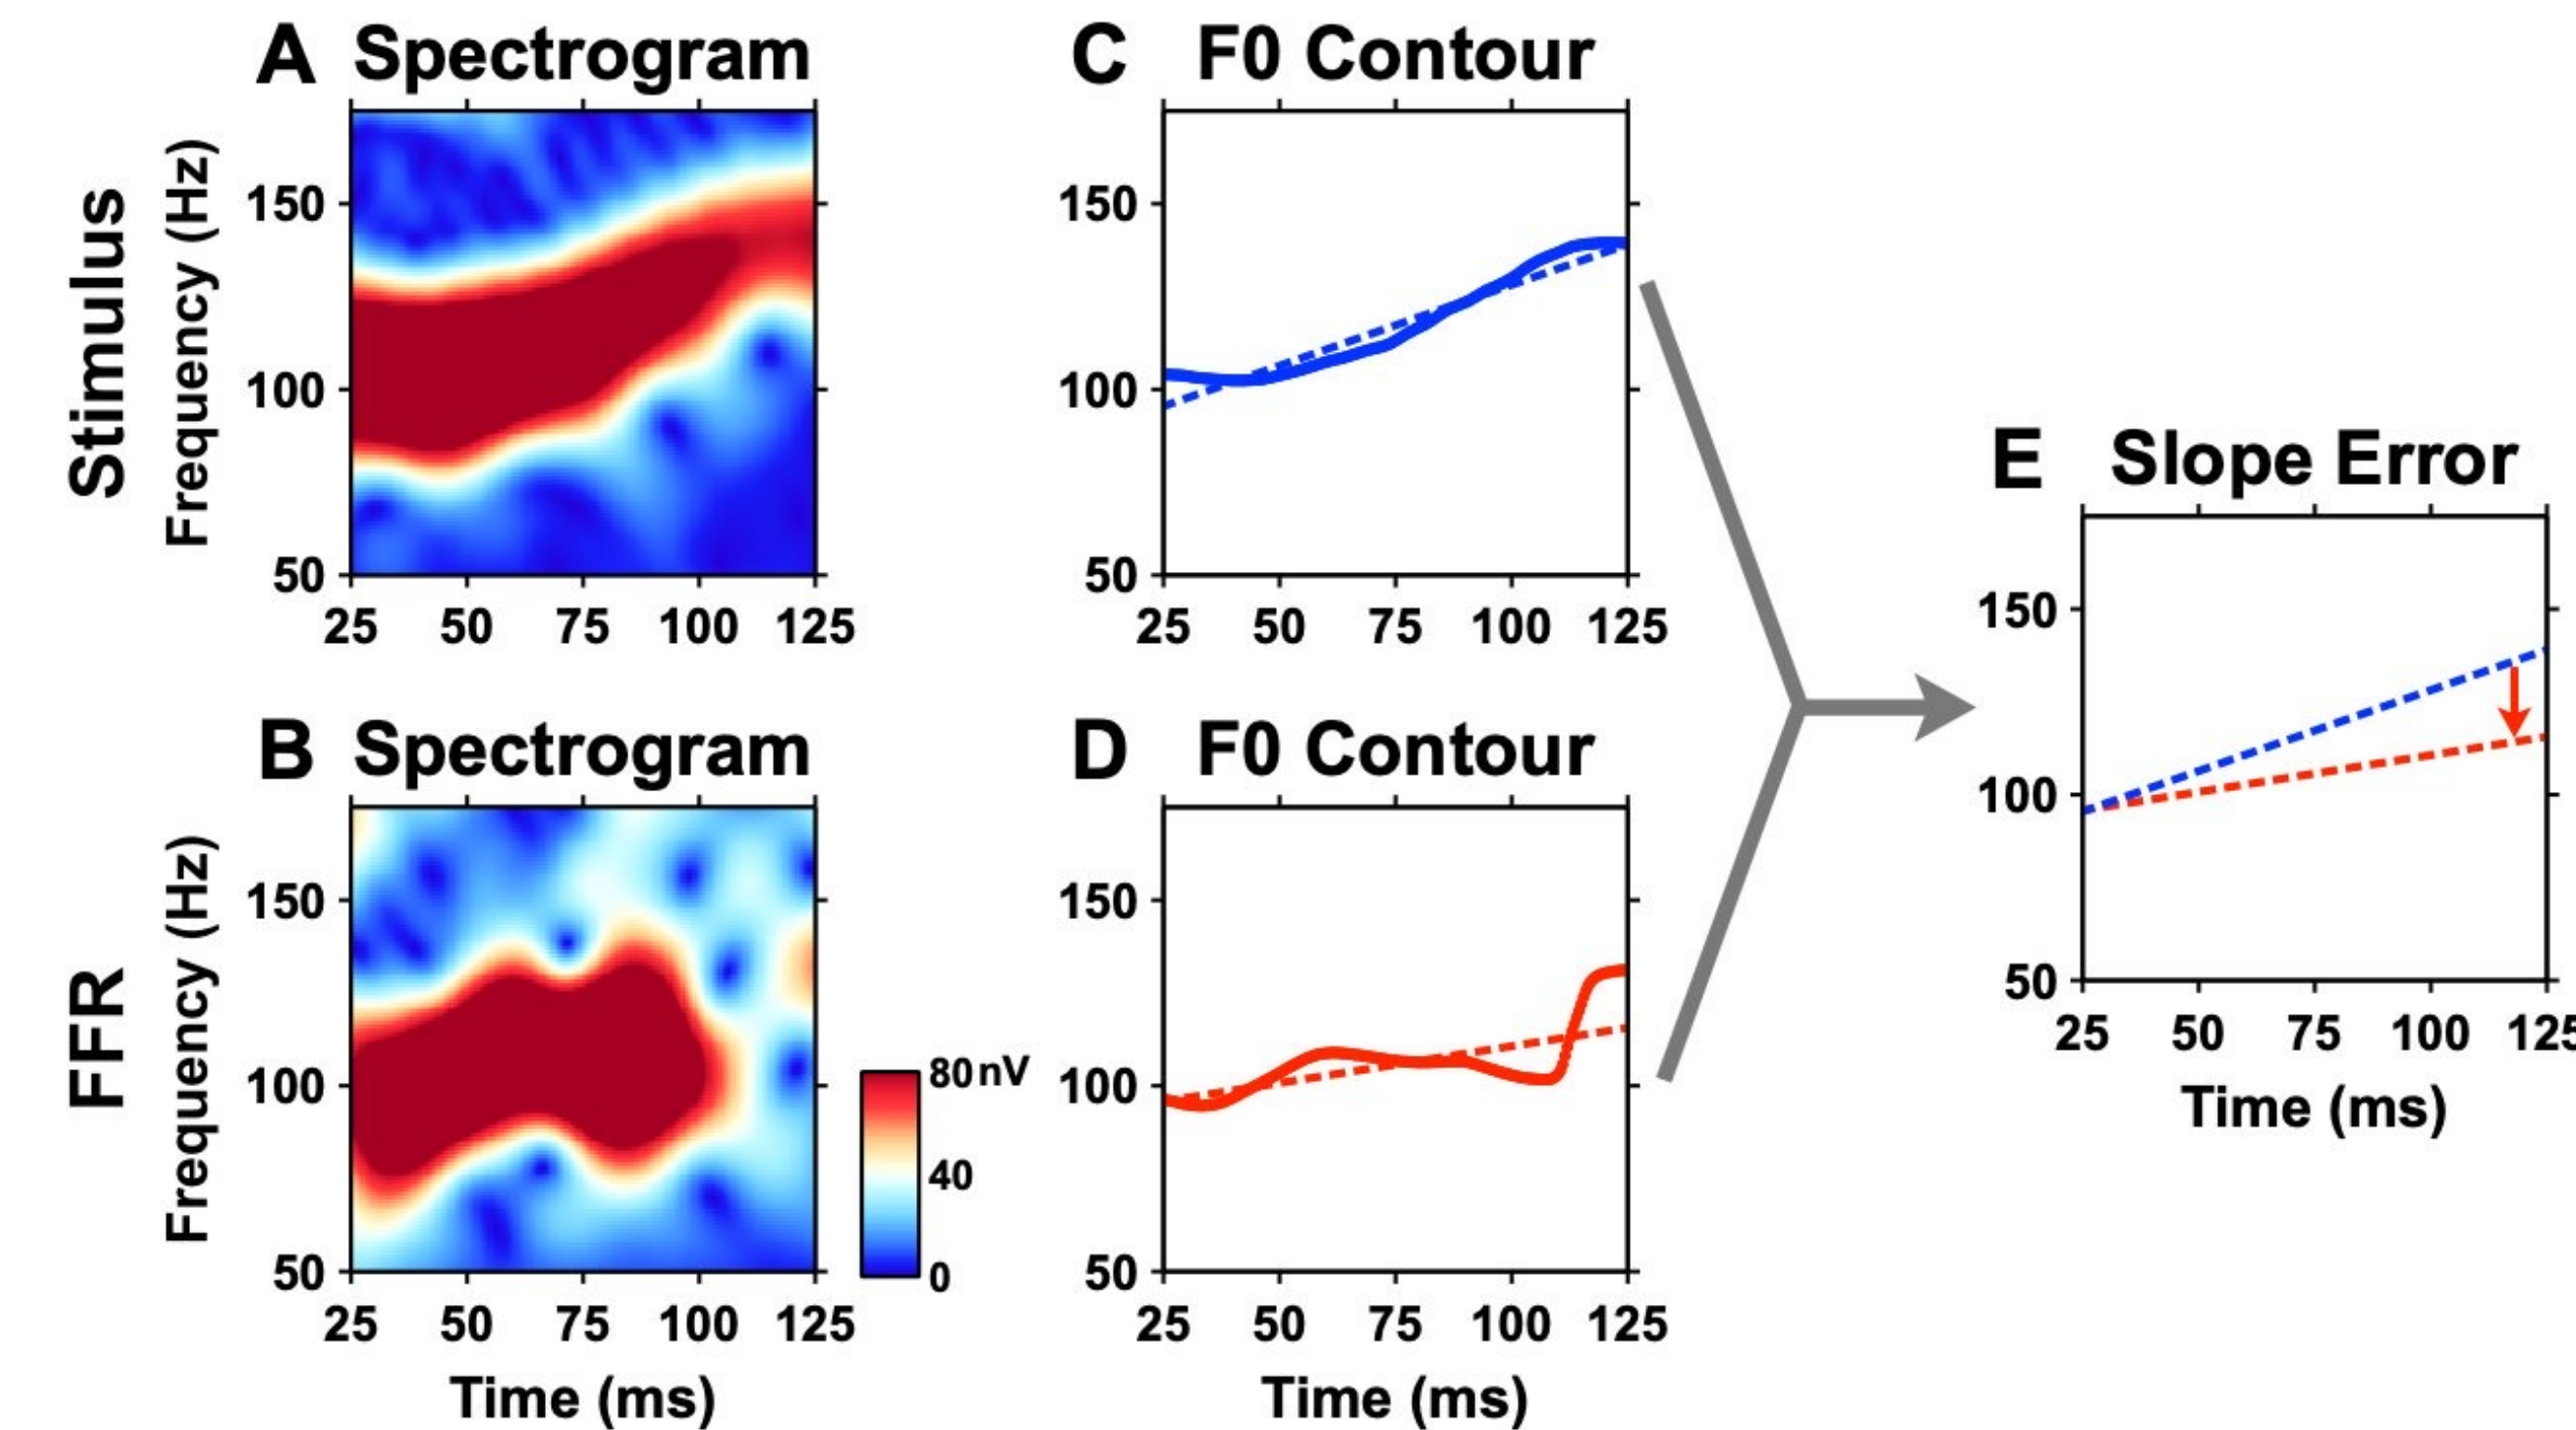 A Spectrogram
Stimulus
Frequency (Hz)
150
100
50
25 50 75 100 125
C F0 Contour
150
100
50
25 50 75 100 125
B Spectrogram
FFR
Frequency (Hz)
150
100
50
25 50 75 100 125
Time (ms)
80 nV
40
0
D F0 Contour
150
100
50
25 50 75 100 125
Time (ms)
E Slope Error
150
100
50
25 50 75 100 125
Time (ms)